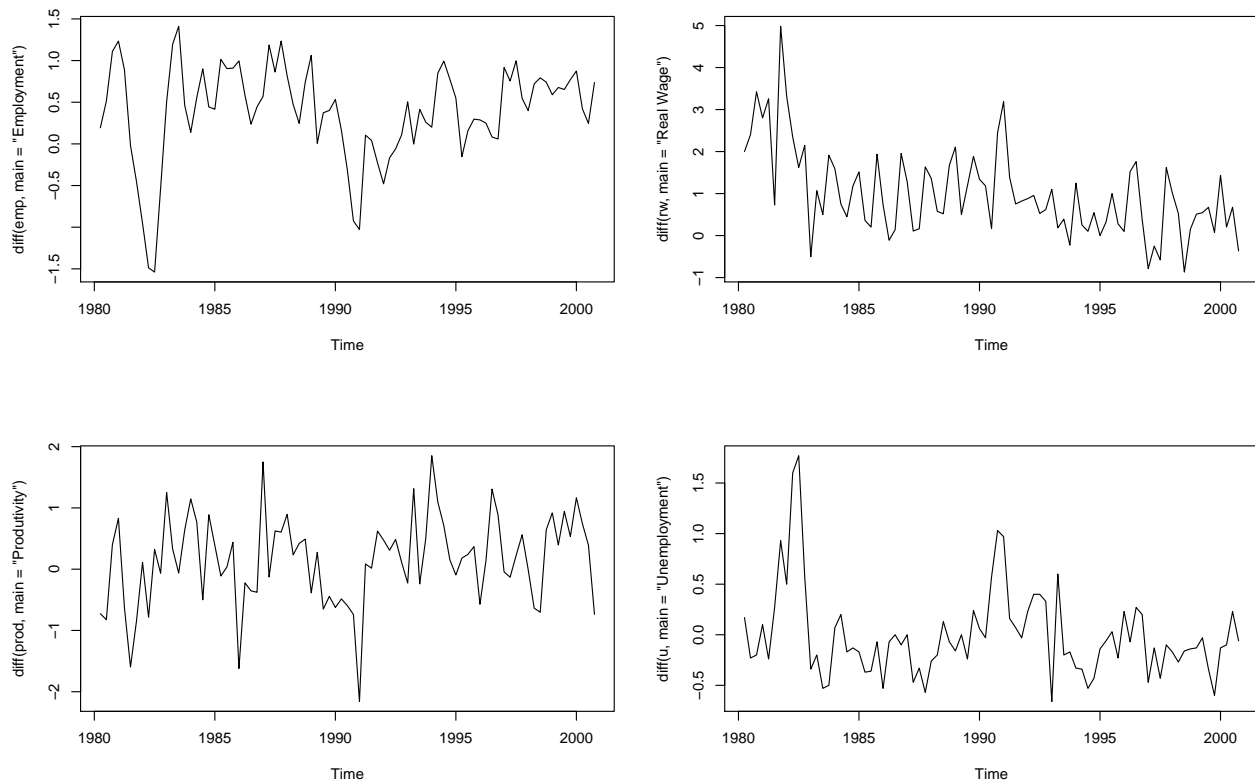 diff(emp, main = "Employment")
1.5
1.0
0.5
0.0
−0.5
−1.5
1980 1985 1990 1995 2000
Time
diff(rw, main = "Real Wage")
5
4
3
2
1
0
−1
1980 1985 1990 1995 2000
Time
diff(prod, main = "Produtivity")
2
1
0
−1
−2
1980 1985 1990 1995 2000
Time
diff(u, main = "Unemployment")
1.5
1.0
0.5
0.0
−0.5
1980 1985 1990 1995 2000
Time